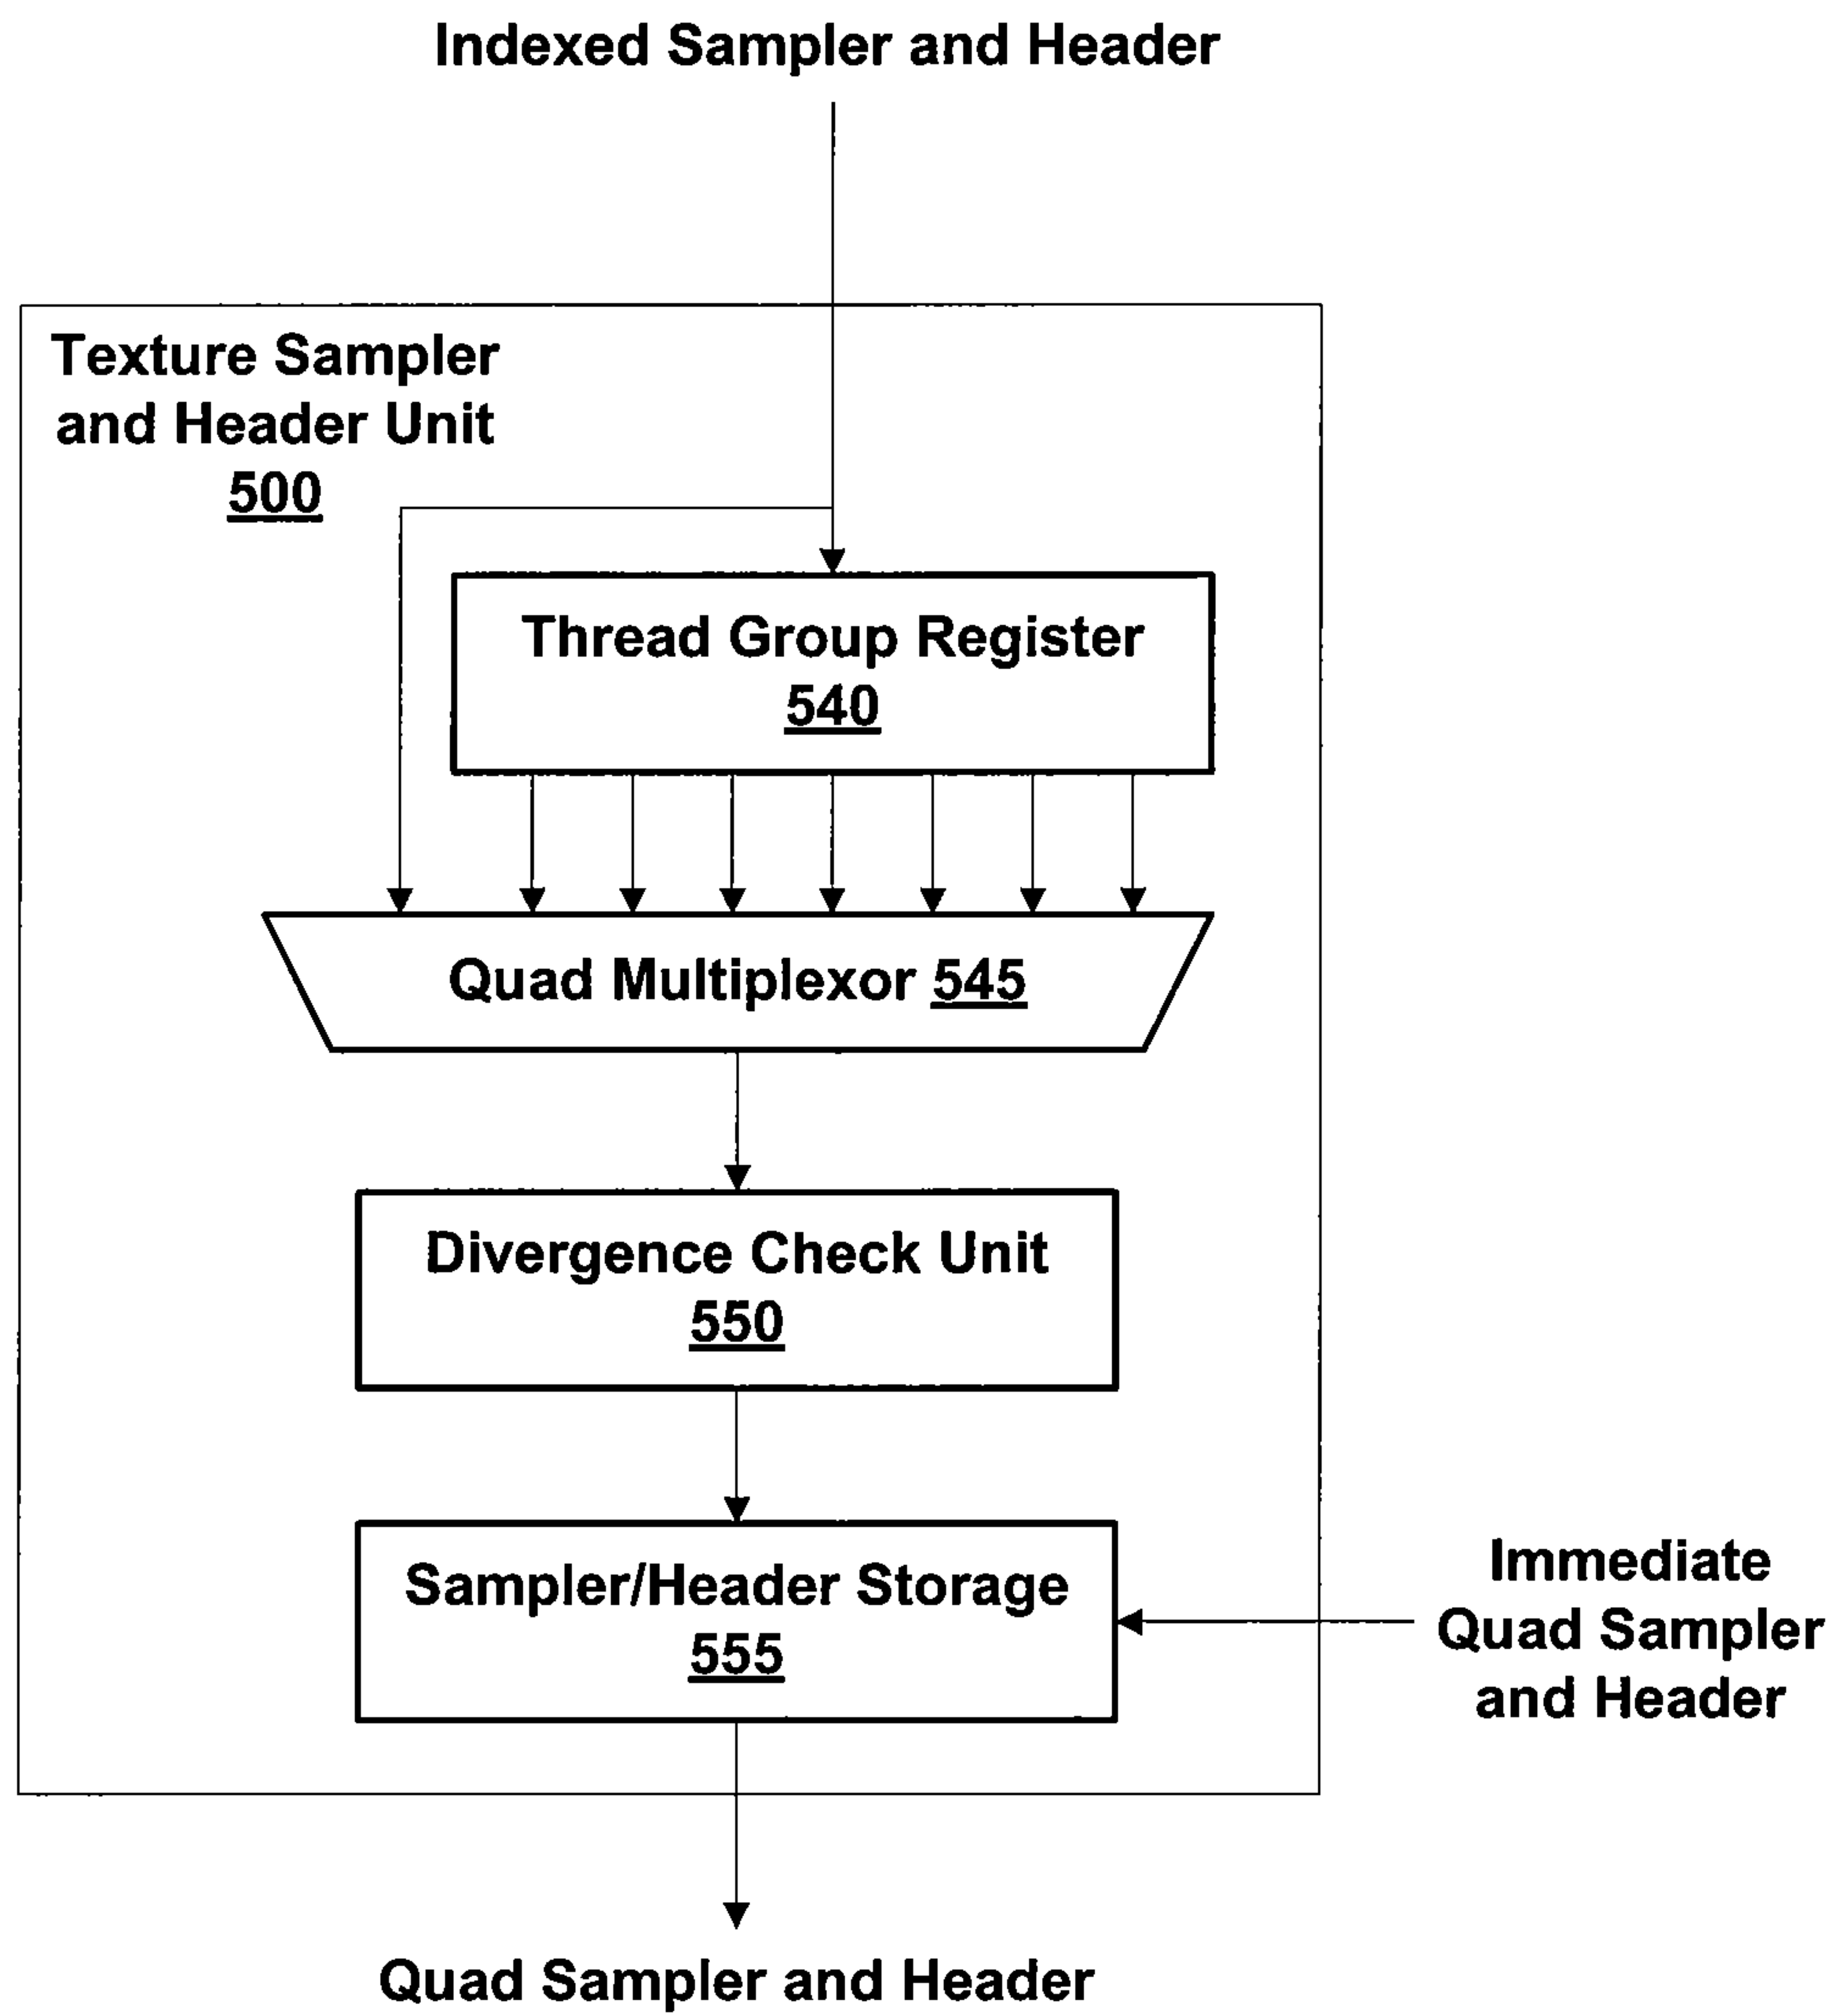 Indexed Sampler and Header
Texture Sampler
and Header Unit
500
Thread Group Register
540
Quad Multiplexor 545
Divergence Check Unit
550
Sampler/Header Storage
555
Immediate
Quad Sampler
and Header
Quad Sampler and Header